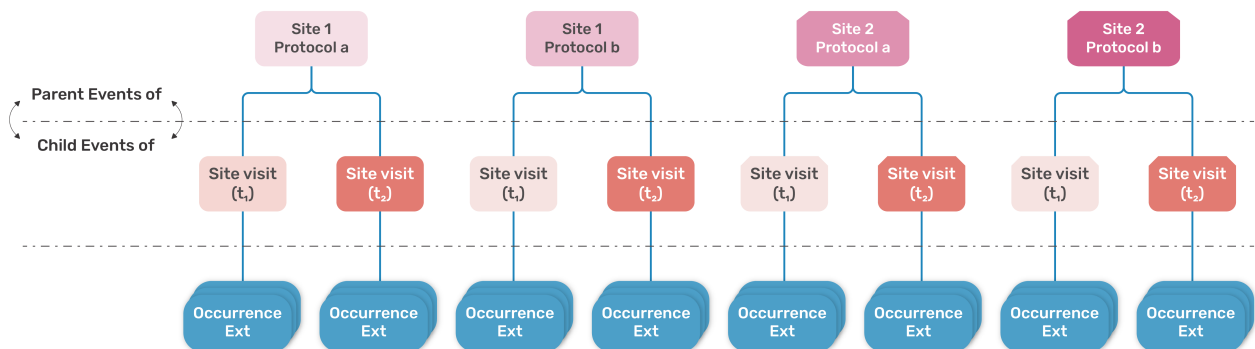 Site 1
Protocol a
Site 1
Protocol b
Site 2
Protocol a
Site 2
Protocol b
Parent Events of
Child Events of
Site visit
(t₁)
Site visit
(t₂)
Site visit
(t₁)
Site visit
(t₂)
Site visit
(t₁)
Site visit
(t₂)
Site visit
(t₁)
Site visit
(t₂)
Occurrence
Ext
Occurrence
Ext
Occurrence
Ext
Occurrence
Ext
Occurrence
Ext
Occurrence
Ext
Occurrence
Ext
Occurrence
Ext